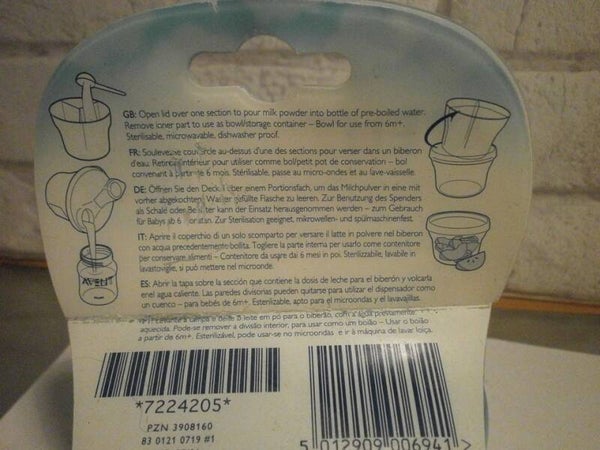 GB: Open lid over one section to pour milk powder into bottle of pre-boiled water.
Remove inner part to use as bowl/storage container – Bowl for use from 6m+.
Sterilisable, microwavable, dishwasher proof.
FR: Soulevez au-dessus d'une des sections pour verser dans un biberon
d'eau. Retirez intérieur pour utiliser comme bol/petit pot de conservation – bol
convenant à partir de 6 mois. Stérilisable, passe au micro-ondes et au lave-vaisselle.
DE: Öffnen Sie den Deckel über einem Portionsfach, um das Milchpulver in eine mit
vorher abgekochtem Wasser gefüllte Flasche zu leeren. Zur Benutzung des Spenders
als Schale oder Behälter kann der Einsatz herausgenommen werden – zum Gebrauch
für Babys ab 6 Zur Sterilisation geeignet, mikrowellen- und spülmaschinenfest.
IT: Aprire il coperchio di un solo scomparto per versare il latte in polvere nel biberon
con acqua precedentemente bollita. Togliere la parte interna per usarlo come contenitore
per conservare alimenti – Contenitore da usare dai 6 mesi in poi. Sterilizzabile, lavabile in
lavastoviglie, si può mettere nel microonde.
ES: Abrir la tapa sobre la sección que contiene la dosis de leche para el biberón y volcarla
en el agua caliente. Las paredes divisorias pueden quitarse para utilizar el dispensador como
un cuenco – para bebés de 6m+. Esterilizable, apto para el microondas y el lavavajillas.
leite em pó para o biberão, com a água previamente
aquecida. Pode-se remover a divisão interior, para usar como um boião – Usar o boião
a partir de 6m+. Esterilizável, pode usar-se no microondas e ir à máquina de lavar loiça.
AVENT
*7224205*
PZN 3908160
83 0121 0719 #1
5 012909 006941 >